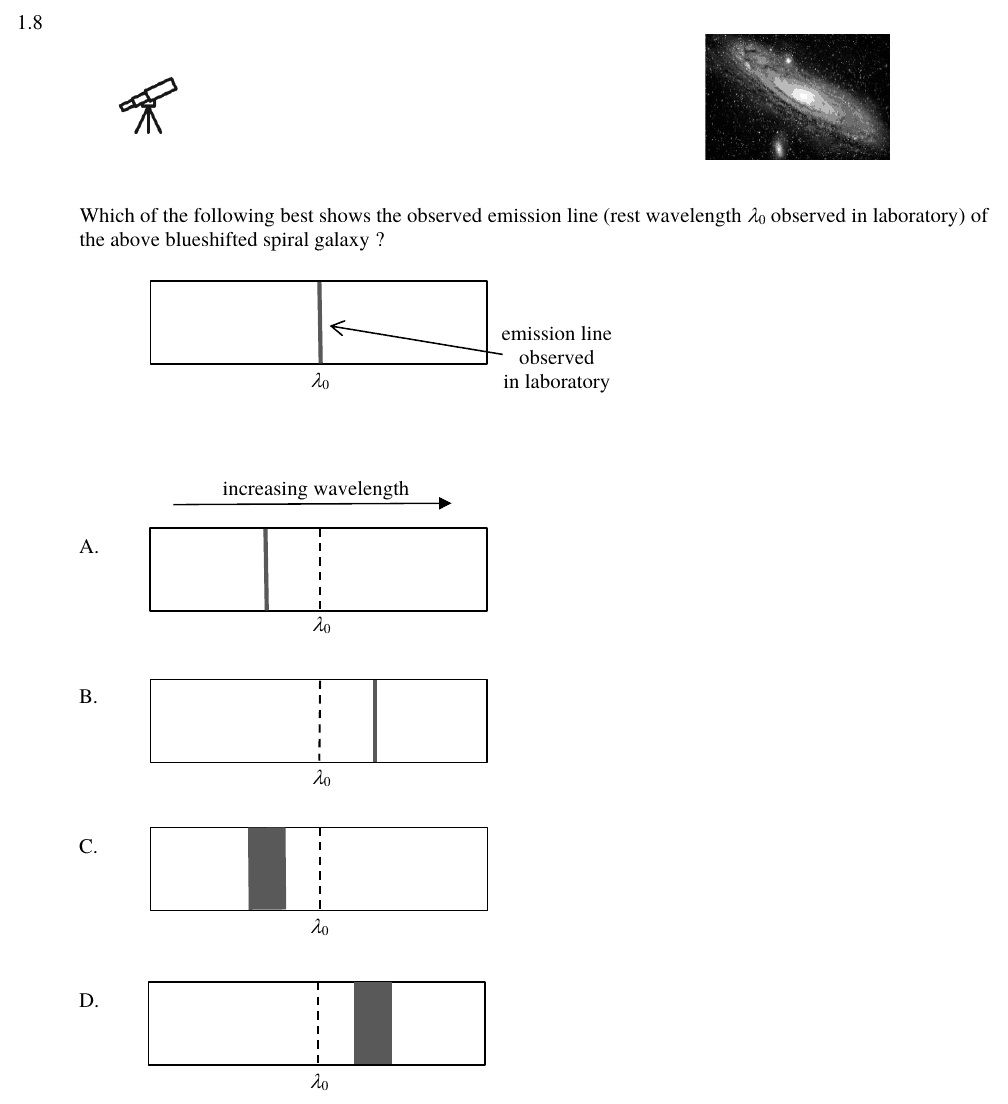 1.8
Which of the following best shows the observed emission line (rest wavelength λ0 observed in laboratory) of
the above blueshifted spiral galaxy ?
emission line
observed
in laboratory
λ0
increasing wavelength
A.
λ0
B.
λ0
C.
λ0
D.
λ0